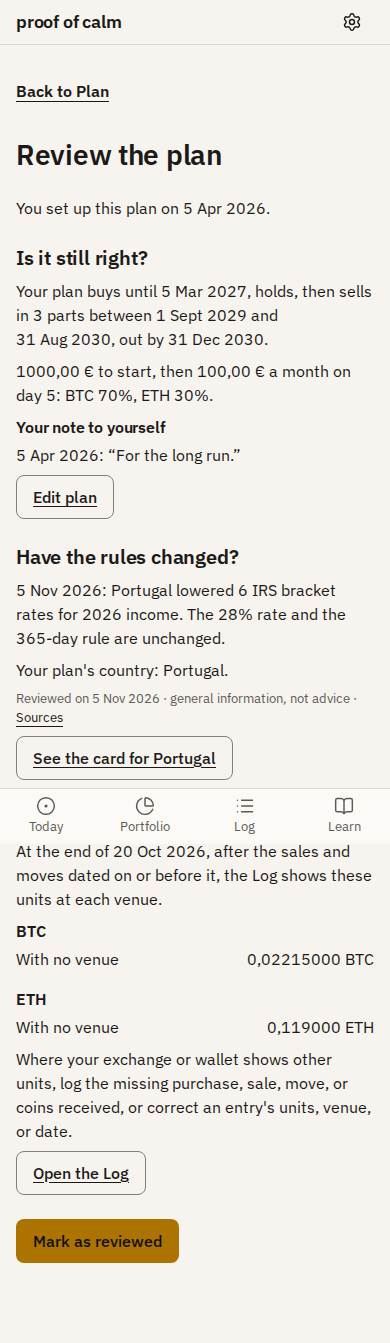 proof of calm
Back to Plan
Review the plan
You set up this plan on 5 Apr 2026.
Is it still right?
Your plan buys until 5 Mar 2027, holds, then sells
in 3 parts between 1 Sept 2029 and
31 Aug 2030, out by 31 Dec 2030.
1000,00 € to start, then 100,00 € a month on
day 5: BTC 70%, ETH 30%.
Your note to yourself
5 Apr 2026: “For the long run.”
Edit plan
Have the rules changed?
5 Nov 2026: Portugal lowered 6 IRS bracket
rates for 2026 income. The 28% rate and the
365-day rule are unchanged.
Your plan's country: Portugal.
Reviewed on 5 Nov 2026 · general information, not advice ·
Sources
See the card for Portugal
Today Portfolio Log Learn
At the end of 20 Oct 2026, after the sales and
moves dated on or before it, the Log shows these
units at each venue.
BTC
With no venue 0,02215000 BTC
ETH
With no venue 0,119000 ETH
Where your exchange or wallet shows other
units, log the missing purchase, sale, move, or
coins received, or correct an entry's units, venue,
or date.
Open the Log
Mark as reviewed